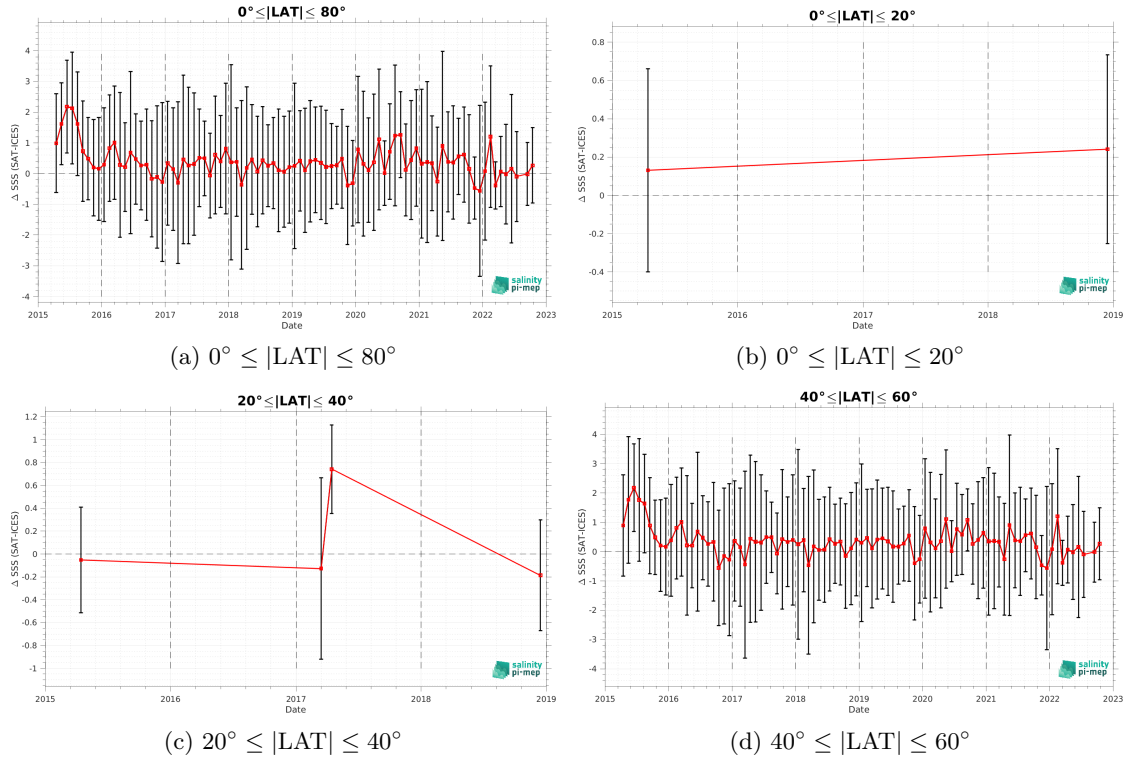 0°≤|LAT|≤ 80°
Δ SSS (SAT-ICES)
4
3
2
1
0
-1
-2
-3
-4
2015 2016 2017 2018 2019 2020 2021 2022 2023
Date
salinity
pi-mep
(a) 0° ≤ |LAT| ≤ 80°
0°≤|LAT|≤ 20°
Δ SSS (SAT-ICES)
0.8
0.6
0.4
0.2
0
-0.2
-0.4
2015 2016 2017 2018 2019
Date
salinity
pi-mep
(b) 0° ≤ |LAT| ≤ 20°
20°≤|LAT|≤ 40°
Δ SSS (SAT-ICES)
1.2
1
0.8
0.6
0.4
0.2
0
-0.2
-0.4
-0.6
-0.8
-1
2015 2016 2017 2018 2019
Date
salinity
pi-mep
(c) 20° ≤ |LAT| ≤ 40°
40°≤|LAT|≤ 60°
Δ SSS (SAT-ICES)
4
3
2
1
0
-1
-2
-3
-4
2015 2016 2017 2018 2019 2020 2021 2022 2023
Date
salinity
pi-mep
(d) 40° ≤ |LAT| ≤ 60°